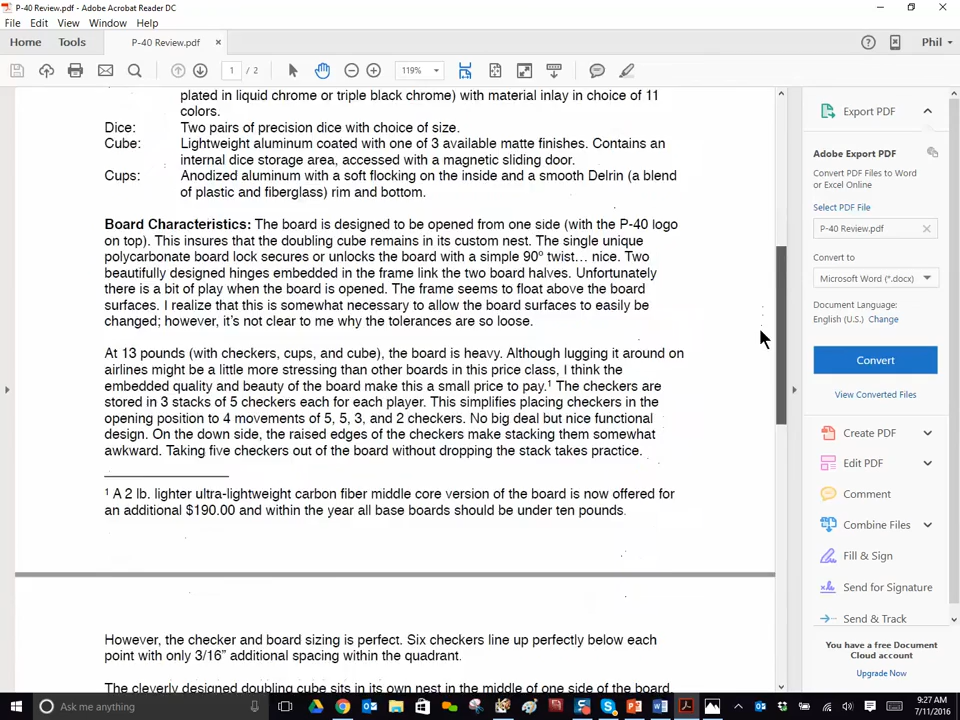 P-40 Review.pdf - Adobe Acrobat Reader DC
File Edit View Window Help
Home Tools P-40 Review.pdf × Phil
1 / 2 119%
plated in liquid chrome or triple black chrome) with material inlay in choice of 11
colors.
Dice: Two pairs of precision dice with choice of size.
Cube: Lightweight aluminum coated with one of 3 available matte finishes. Contains an
internal dice storage area, accessed with a magnetic sliding door.
Cups: Anodized aluminum with a soft flocking on the inside and a smooth Delrin (a blend
of plastic and fiberglass) rim and bottom.
Board Characteristics: The board is designed to be opened from one side (with the P-40 logo
on top). This insures that the doubling cube remains in its custom nest. The single unique
polycarbonate board lock secures or unlocks the board with a simple 90° twist... nice. Two
beautifully designed hinges embedded in the frame link the two board halves. Unfortunately
there is a bit of play when the board is opened. The frame seems to float above the board
surfaces. I realize that this is somewhat necessary to allow the board surfaces to easily be
changed; however, it's not clear to me why the tolerances are so loose.
At 13 pounds (with checkers, cups, and cube), the board is heavy. Although lugging it around on
airlines might be a little more stressing than other boards in this price class, I think the
embedded quality and beauty of the board make this a small price to pay.¹ The checkers are
stored in 3 stacks of 5 checkers each for each player. This simplifies placing checkers in the
opening position to 4 movements of 5, 5, 3, and 2 checkers. No big deal but nice functional
design. On the down side, the raised edges of the checkers make stacking them somewhat
awkward. Taking five checkers out of the board without dropping the stack takes practice.
¹ A 2 lb. lighter ultra-lightweight carbon fiber middle core version of the board is now offered for
an additional $190.00 and within the year all base boards should be under ten pounds.
However, the checker and board sizing is perfect. Six checkers line up perfectly below each
point with only 3/16" additional spacing within the quadrant.
The cleverly designed doubling cube sits in its own nest in the middle of one side of the board.
Export PDF
Adobe Export PDF
Convert PDF Files to Word
or Excel Online
Select PDF File
P-40 Review.pdf ×
Convert to
Microsoft Word (*.docx)
Document Language:
English (U.S.) Change
Convert
View Converted Files
Create PDF
Edit PDF
Comment
Combine Files
Fill & Sign
Send for Signature
Send & Track
You have a free Document
Cloud account
Upgrade Now
Ask me anything
9:27 AM
7/11/2016